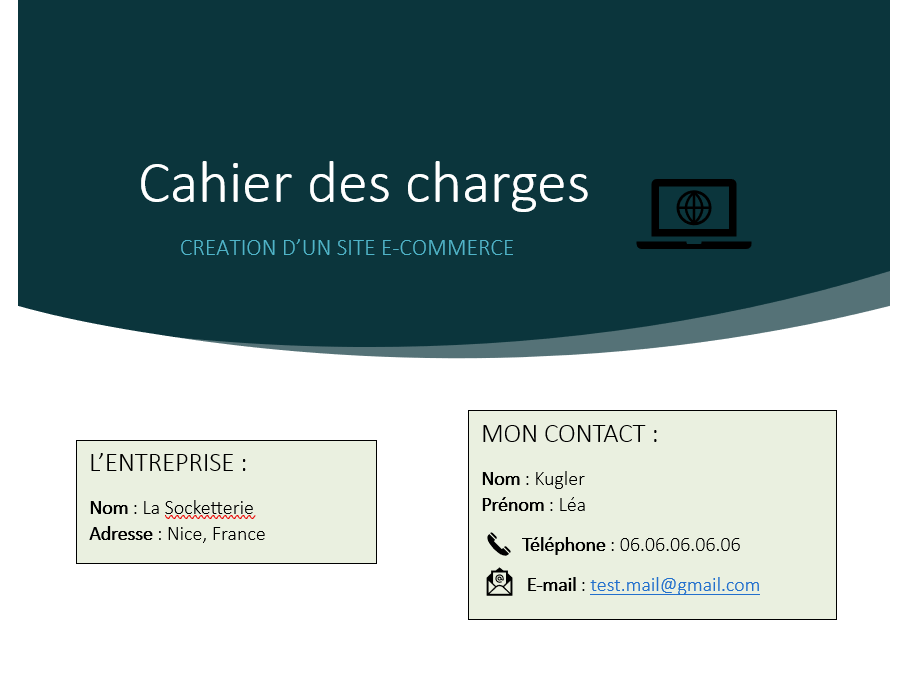 Cahier des charges
CREATION D’UN SITE E-COMMERCE
L’ENTREPRISE :
Nom : La Socketterie
Adresse : Nice, France
MON CONTACT :
Nom : Kugler
Prénom : Léa
Téléphone : 06.06.06.06.06
E-mail : test.mail@gmail.com